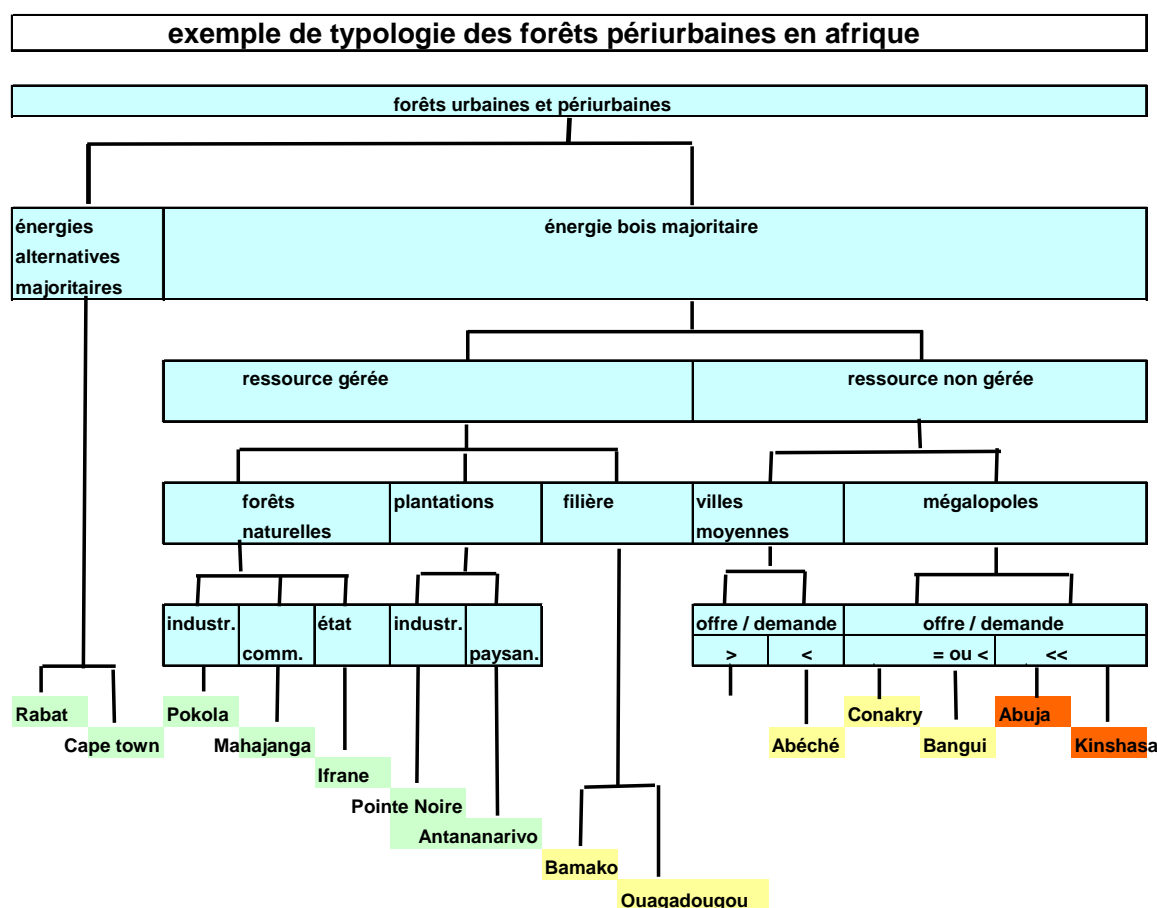 exemple de typologie des forêts périurbaines en afrique
forêts urbaines et périurbaines
énergies
alternatives
majoritaires
énergie bois majoritaire
ressource gérée
ressource non gérée
forêts
naturelles
plantations
filière
villes
moyennes
mégalopoles
industr.
comm.
état
industr.
paysan.
offre / demande
offre / demande
>
<
= ou <
<<
Rabat
Cape town
Pokola
Mahajanga
Ifrane
Pointe Noire
Antananarivo
Bamako
Ouagadougou
Abéché
Conakry
Bangui
Abuja
Kinshasa